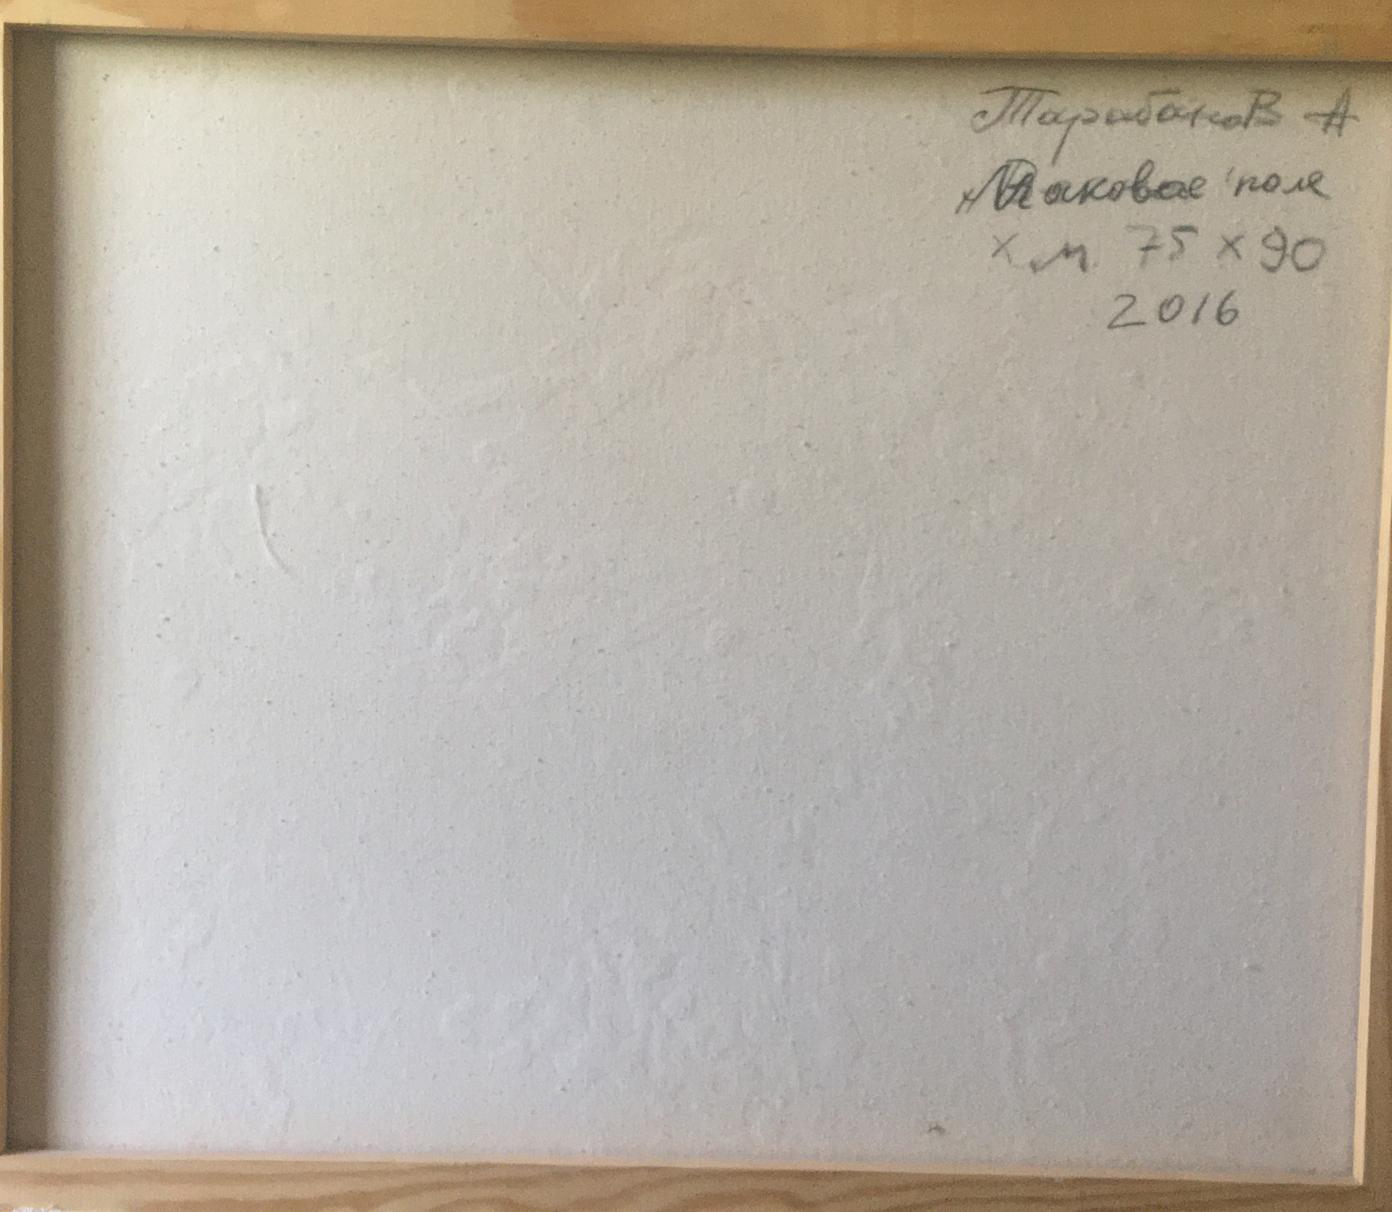 Тарабанов А
"Маковое поле
х.м. 75 х 90
2016